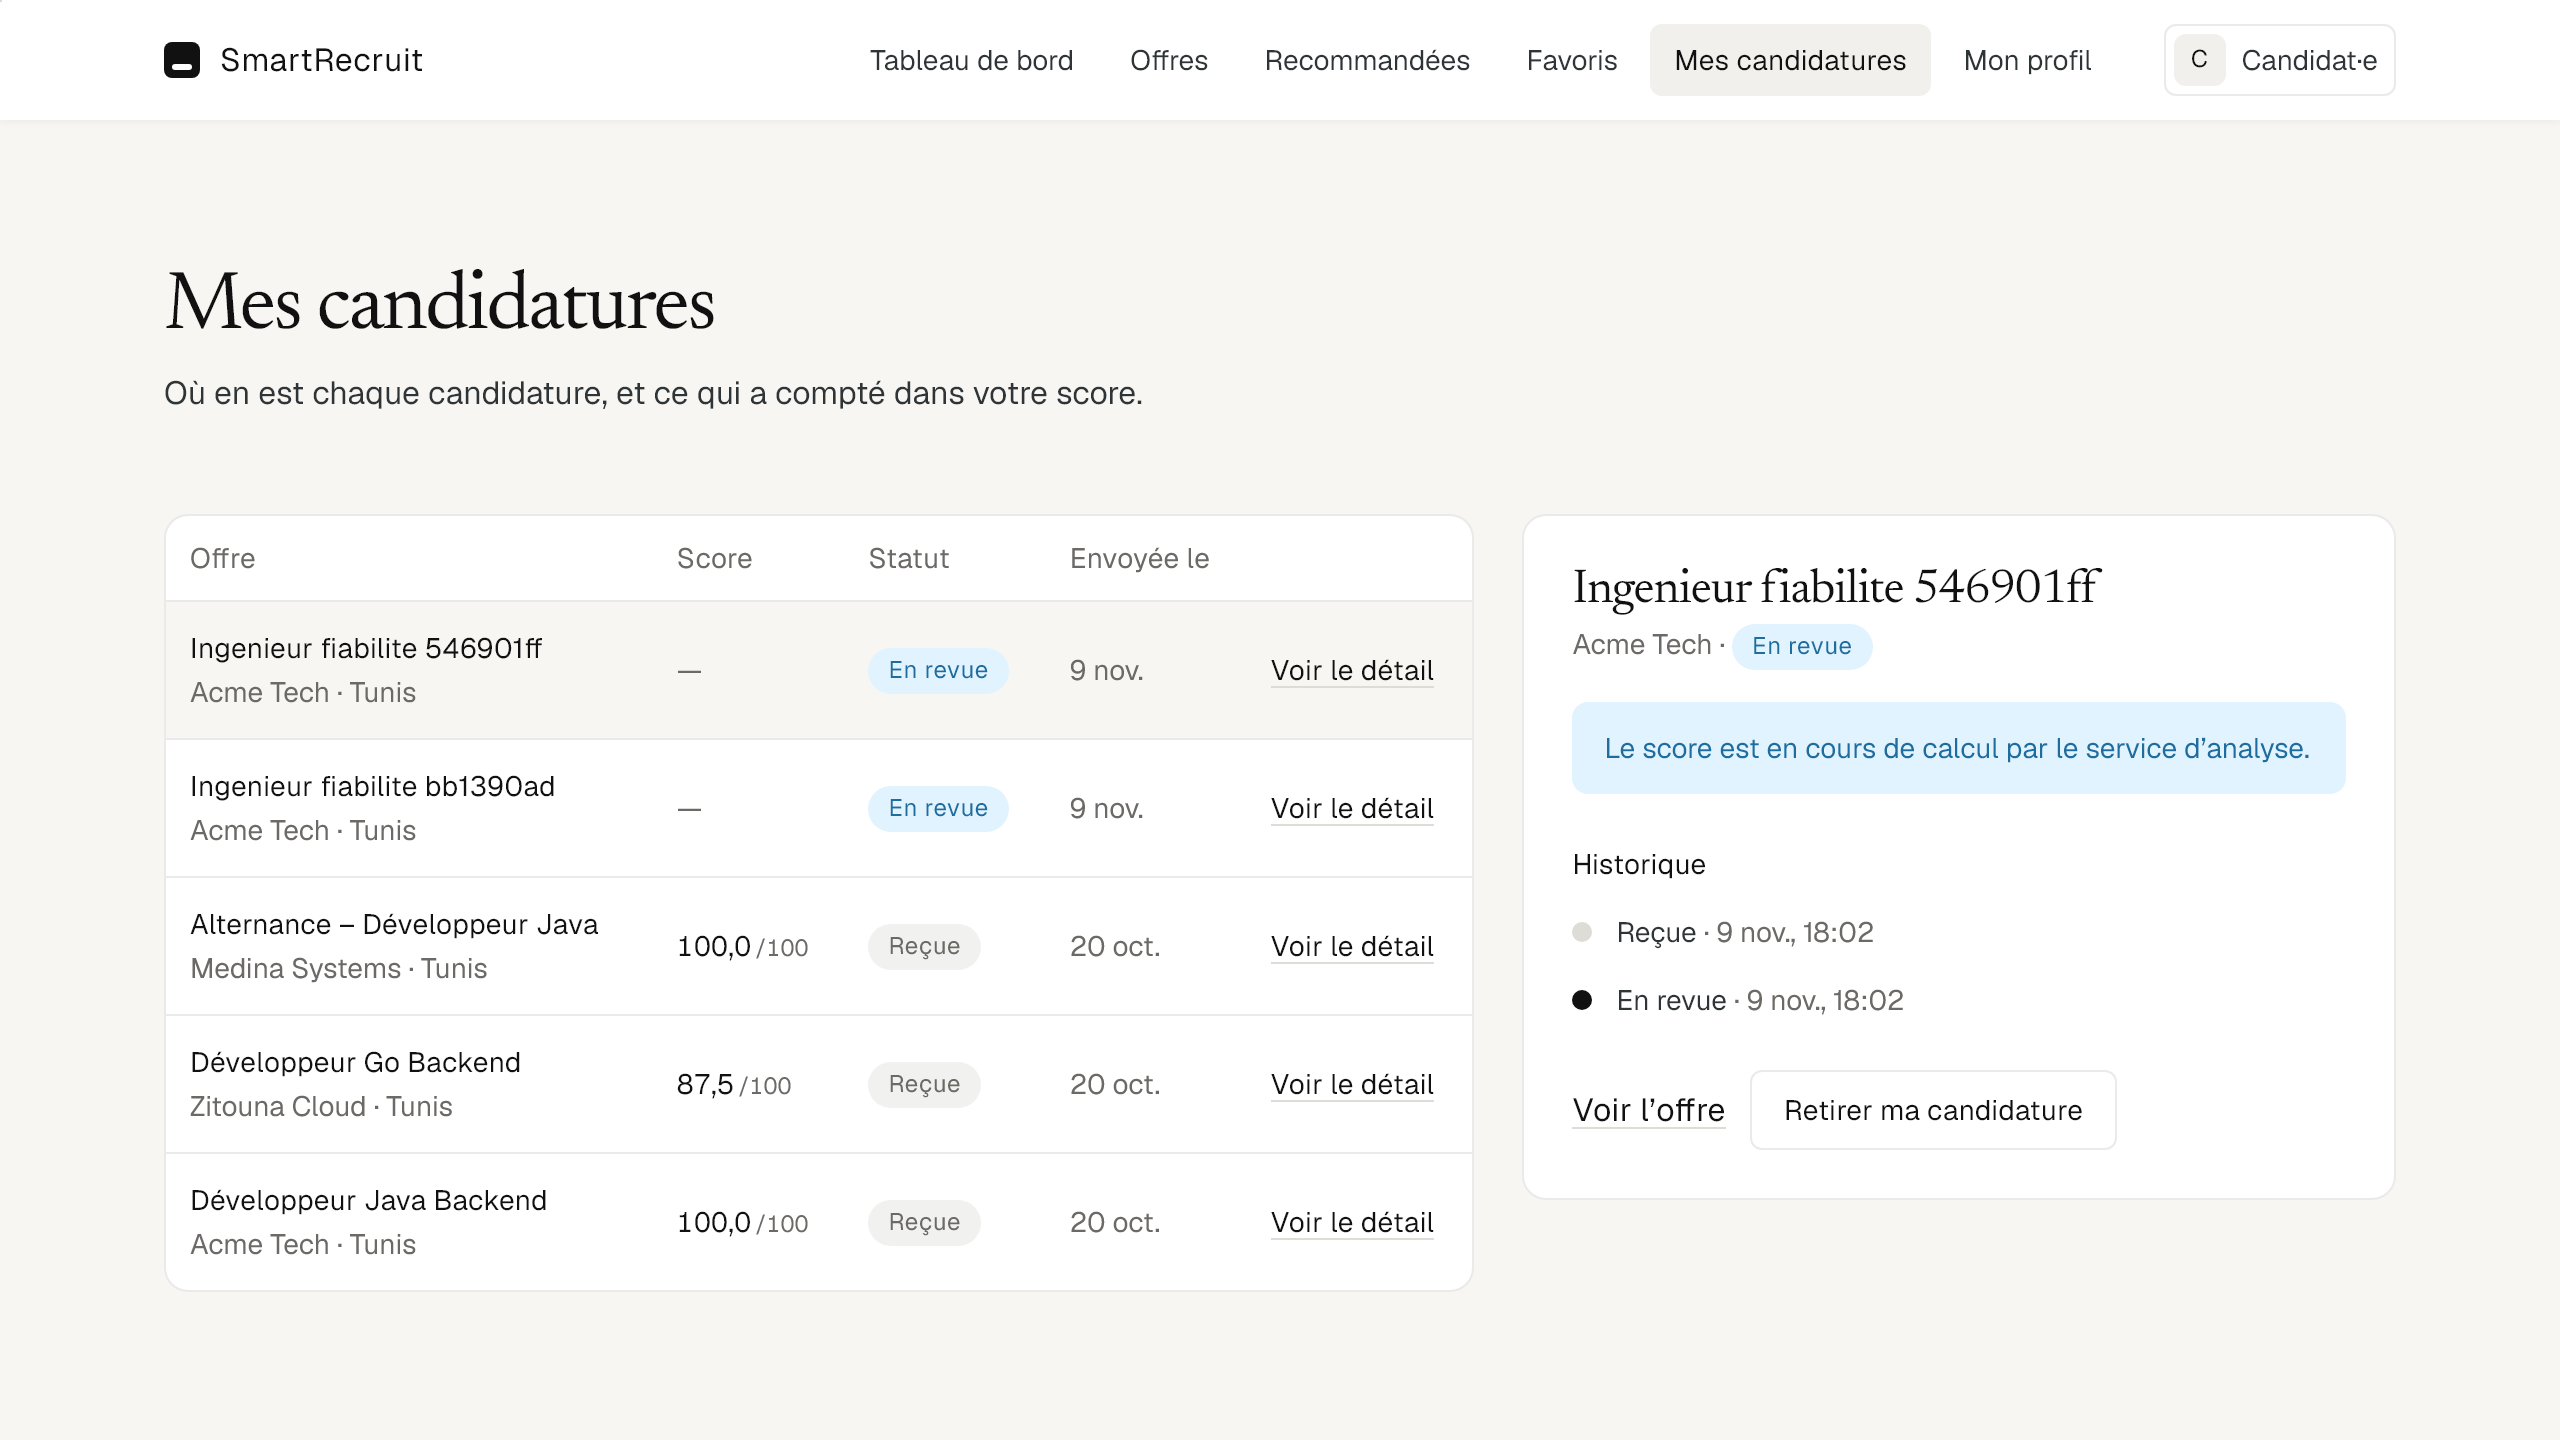 SmartRecruit
Tableau de bord
Offres
Recommandées
Favoris
Mes candidatures
Mon profil
C
Candidat·e
Mes candidatures
Où en est chaque candidature, et ce qui a compté dans votre score.
Offre Score Statut Envoyée le
Ingenieur fiabilite 546901ff
Acme Tech · Tunis
— En revue 9 nov. Voir le détail
Ingenieur fiabilite bb1390ad
Acme Tech · Tunis
— En revue 9 nov. Voir le détail
Alternance – Développeur Java
Medina Systems · Tunis
100,0 /100 Reçue 20 oct. Voir le détail
Développeur Go Backend
Zitouna Cloud · Tunis
87,5 /100 Reçue 20 oct. Voir le détail
Développeur Java Backend
Acme Tech · Tunis
100,0 /100 Reçue 20 oct. Voir le détail
Ingenieur fiabilite 546901ff
Acme Tech · En revue
Le score est en cours de calcul par le service d’analyse.
Historique
Reçue · 9 nov., 18:02
En revue · 9 nov., 18:02
Voir l’offre
Retirer ma candidature